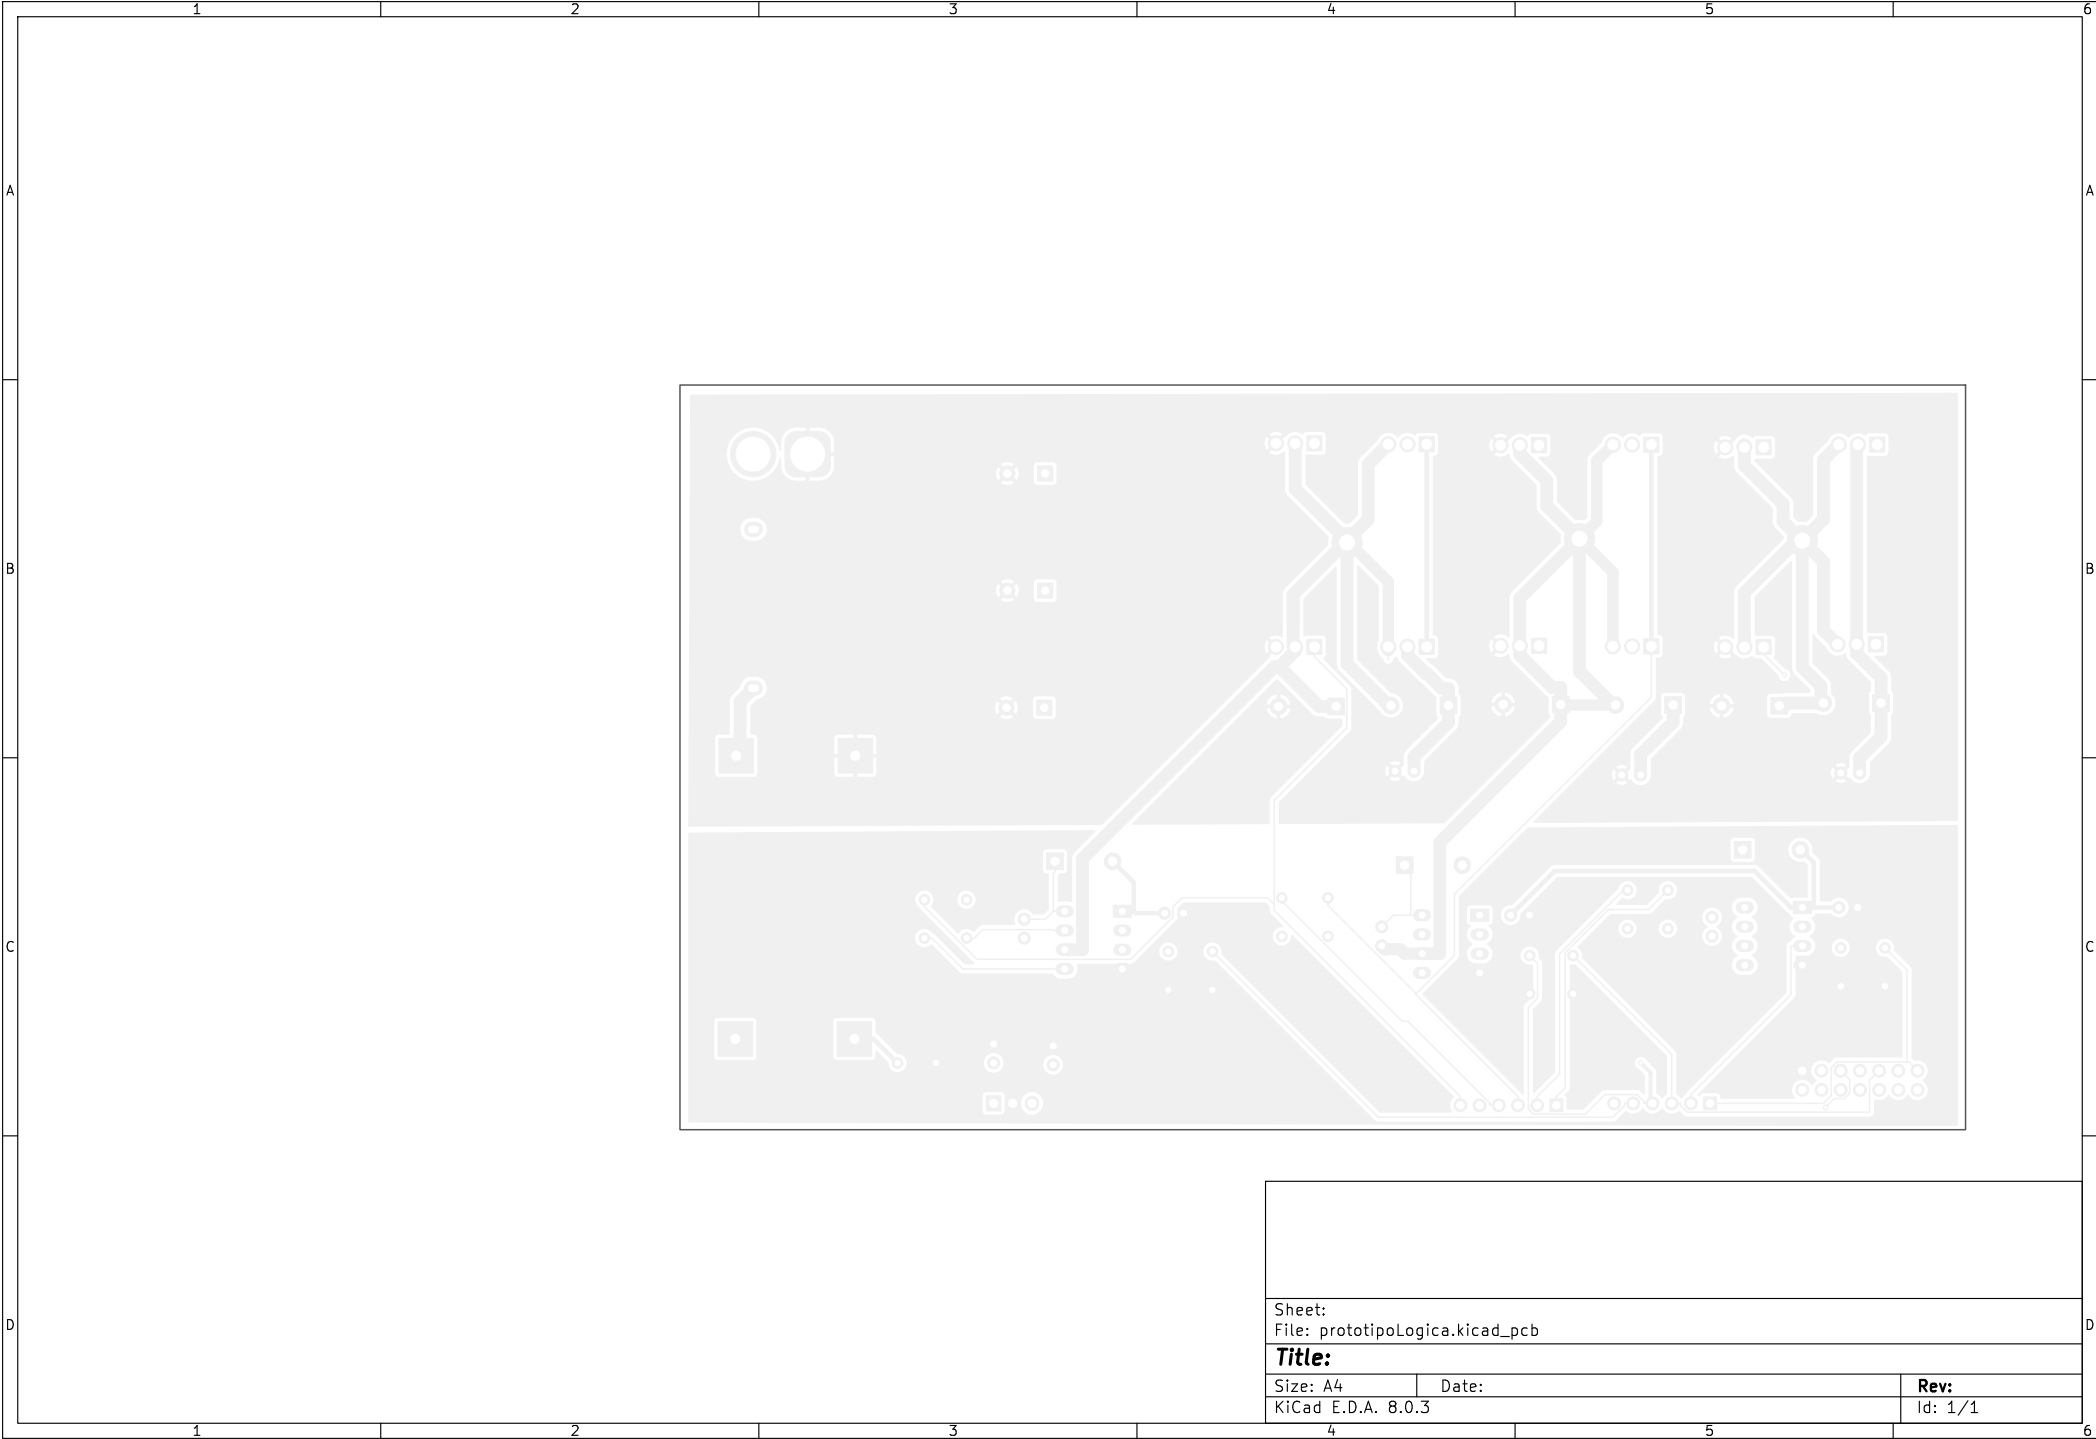 1 2 3 4 5 6
A A
B B
C C
D D
Sheet:
File: prototipoLogica.kicad_pcb
Title:
Size: A4 Date: Rev:
KiCad E.D.A. 8.0.3 Id: 1/1
1 2 3 4 5 6